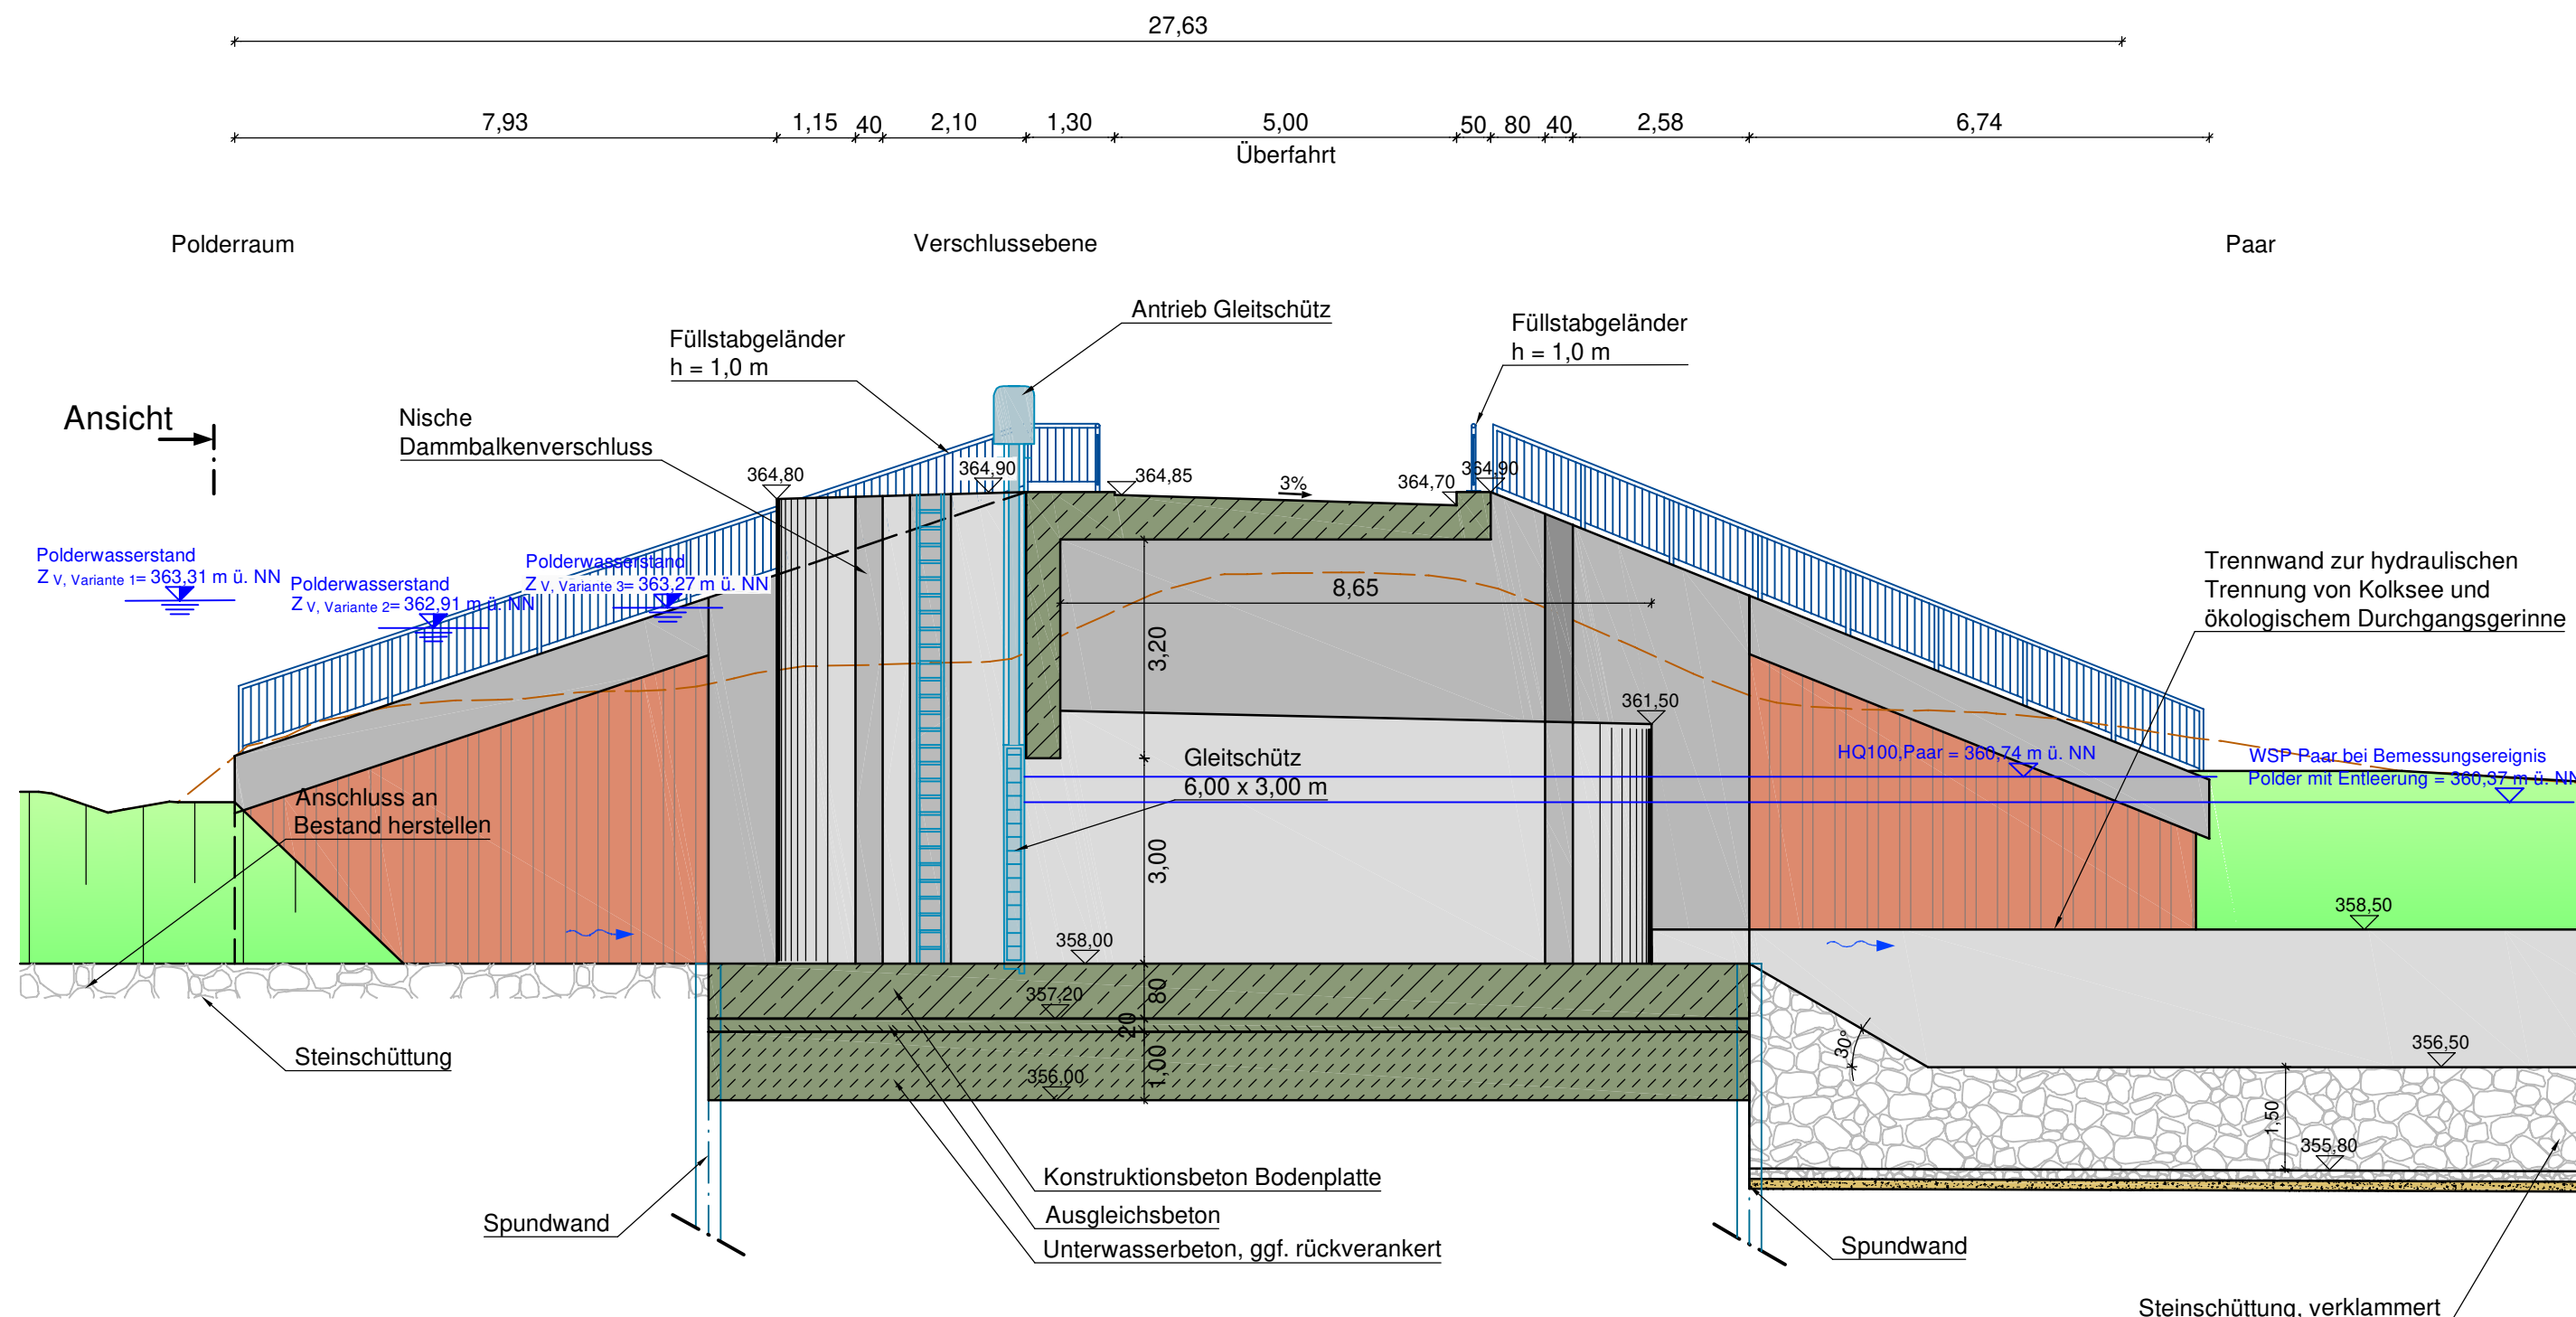 27,63
7,93 1,15 40 2,10 1,30 5,00 50 80 40 2,58 6,74
Überfahrt
Polderraum
Verschlussebene
Paar
Antrieb Gleitschütz
Füllstabgeländer
h = 1,0 m
Füllstabgeländer
h = 1,0 m
Ansicht
Nische
Dammbalkenverschluss
364,80
364,90
364,85
3%
364,70
364,90
Polderwasserstand
Z V, Variante 1= 363,31 m ü. NN
Polderwasserstand
Z V, Variante 2= 362,91 m ü. NN
Polderwasserstand
Z V, Variante 3= 363,27 m ü. NN
Trennwand zur hydraulischen
Trennung von Kolksee und
ökologischem Durchgangsgerinne
8,65
3,20
361,50
Gleitschütz
6,00 x 3,00 m
HQ100,Paar = 360,74 m ü. NN
WSP Paar bei Bemessungsereignis
Polder mit Entleerung = 360,37 m ü. NN
Anschluss an
Bestand herstellen
3,00
358,50
358,00
357,20
80
20
1,00
356,00
30°
356,50
1,50
355,80
Steinschüttung
Konstruktionsbeton Bodenplatte
Ausgleichsbeton
Unterwasserbeton, ggf. rückverankert
Spundwand
Spundwand
Steinschüttung, verklammert